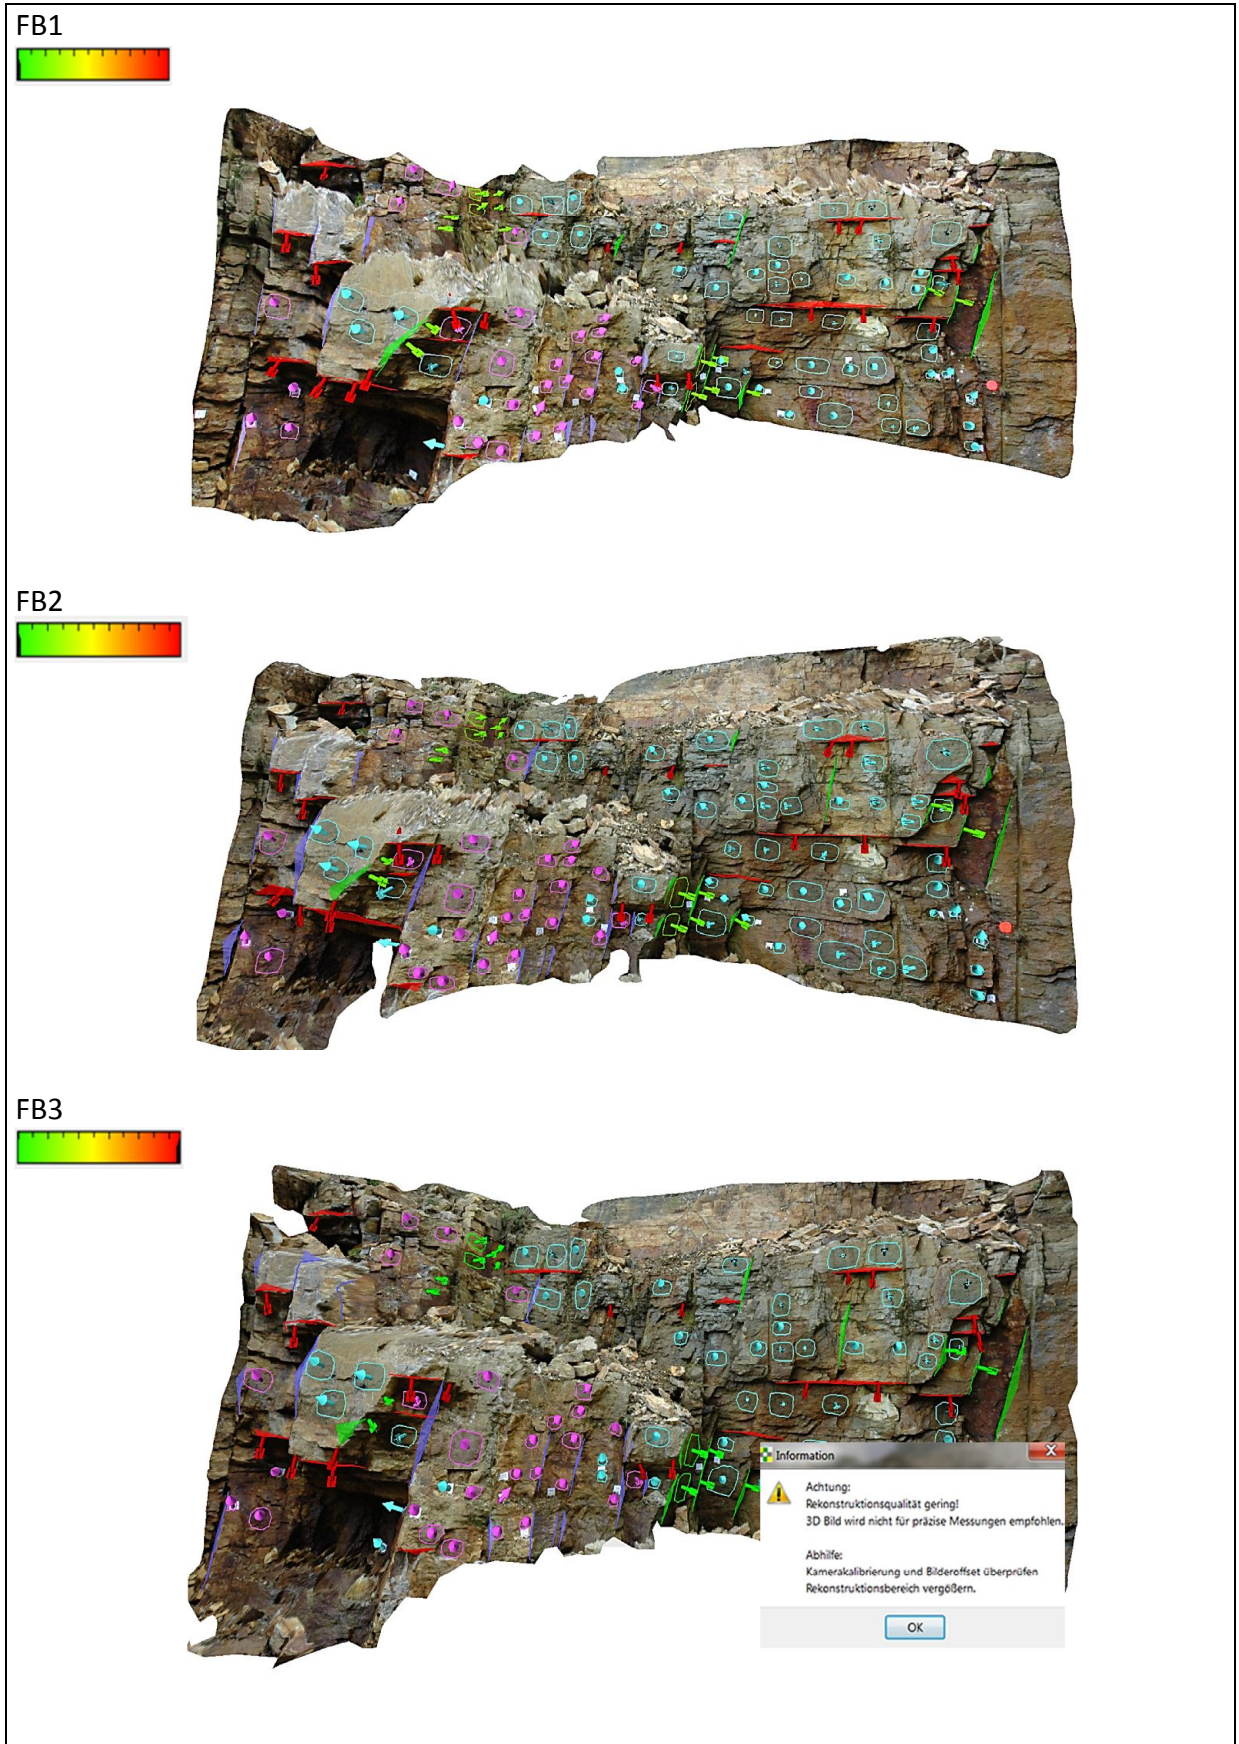 FB1
FB2
FB3
Information
Achtung:
Rekonstruktionsqualität gering!
3D Bild wird nicht für präzise Messungen empfohlen.
Abhilfe:
Kamerakalibrierung und Bilderoffset überprüfen
Rekonstruktionsbereich vergößern.
OK